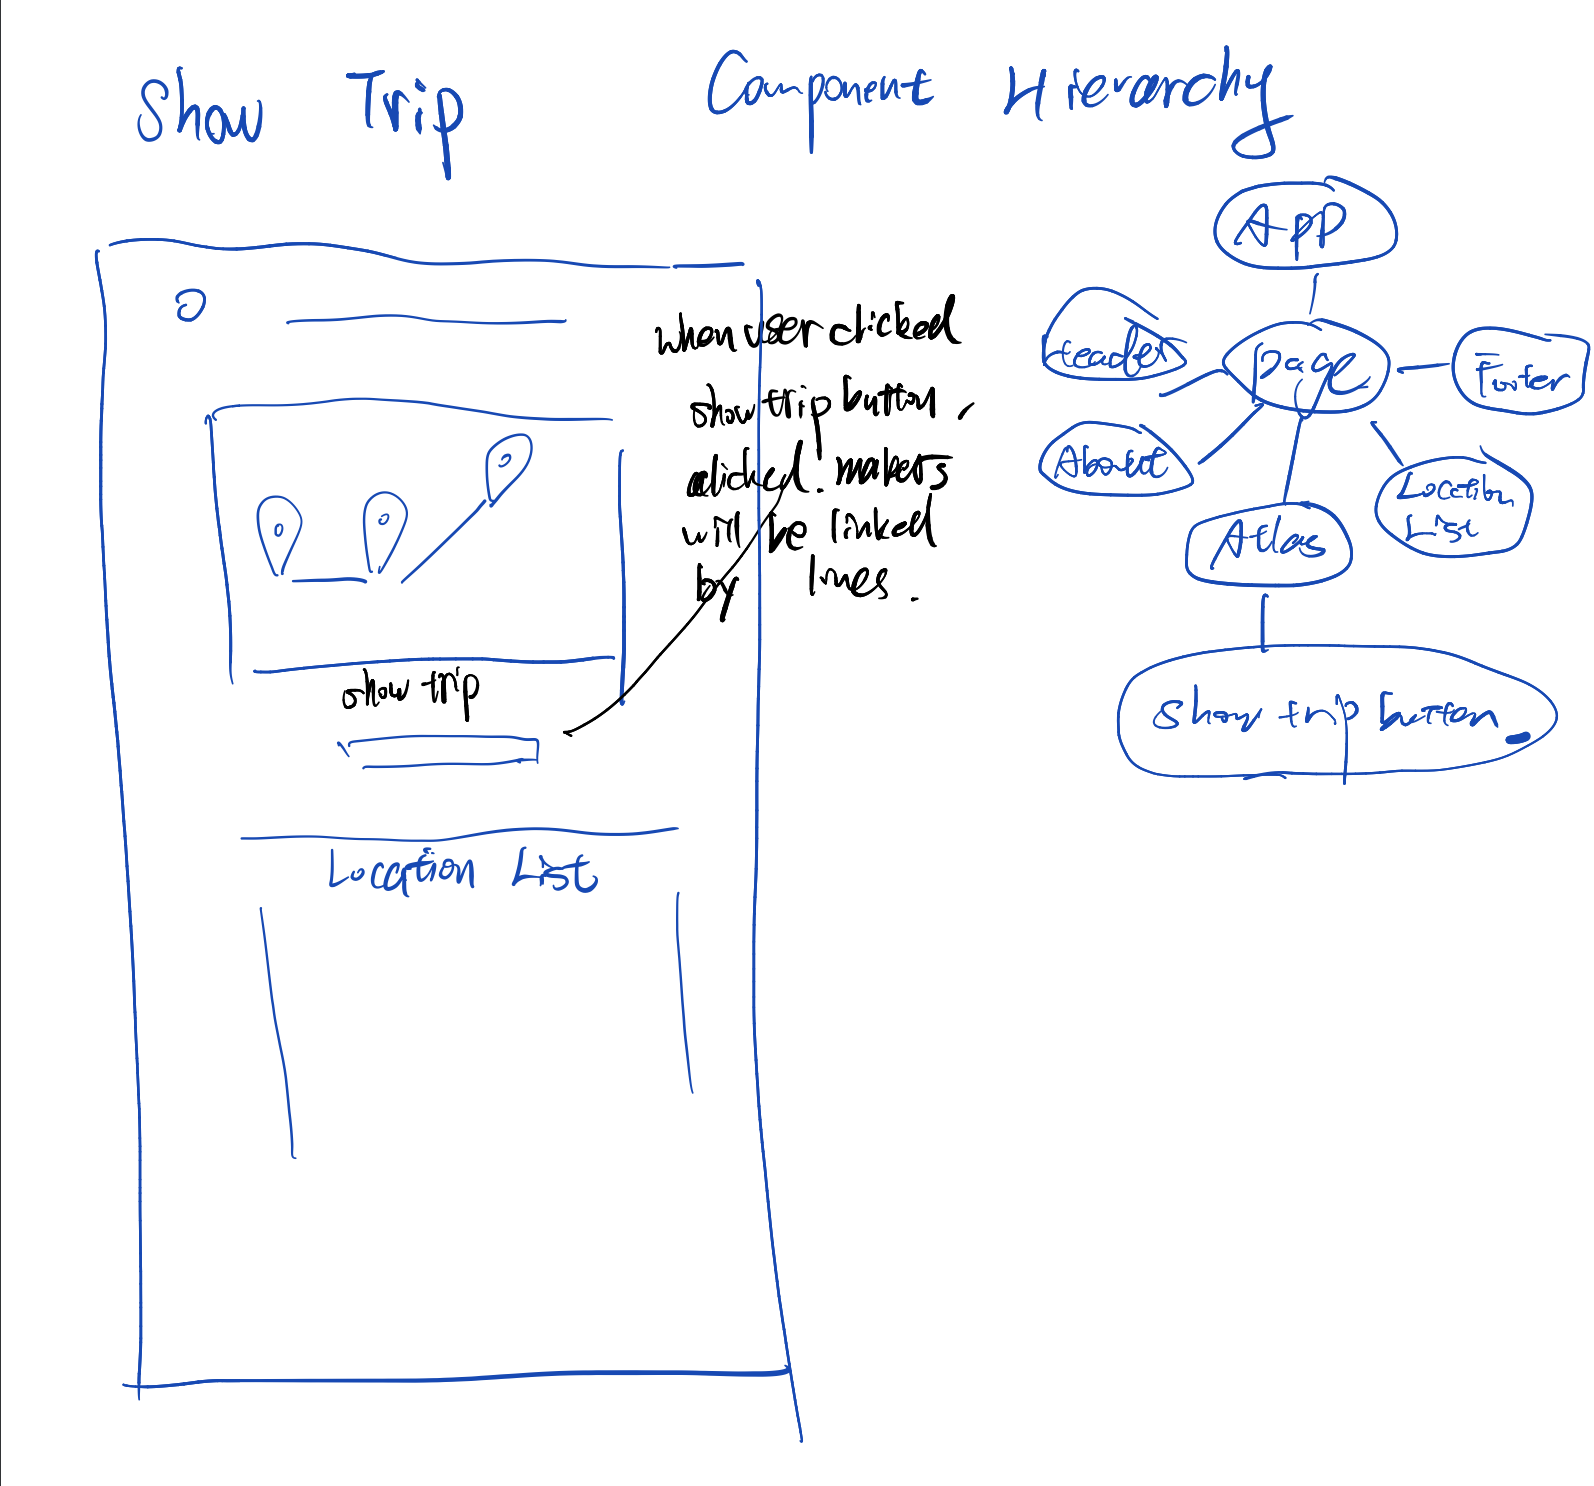 Show Trip
Component Hierarchy
when user clicked
show trip button,
clicked. makers
will be linked
by lines.
show trip
Location List
App
Header
page
Footer
About
Location
List
Atlas
show trip button